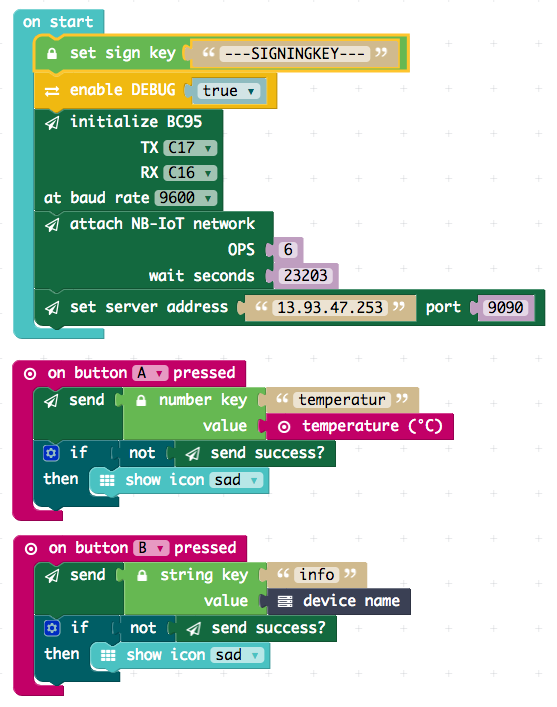 on start
set sign key “ ---SIGNINGKEY--- ”
enable DEBUG true
initialize BC95
TX C17
RX C16
at baud rate 9600
attach NB-IoT network
OPS 6
wait seconds 23203
set server address “ 13.93.47.253 ” port 9090
on button A pressed
send number key “ temperatur ”
value temperature (°C)
if not send success?
then show icon sad
on button B pressed
send string key “ info ”
value device name
if not send success?
then show icon sad